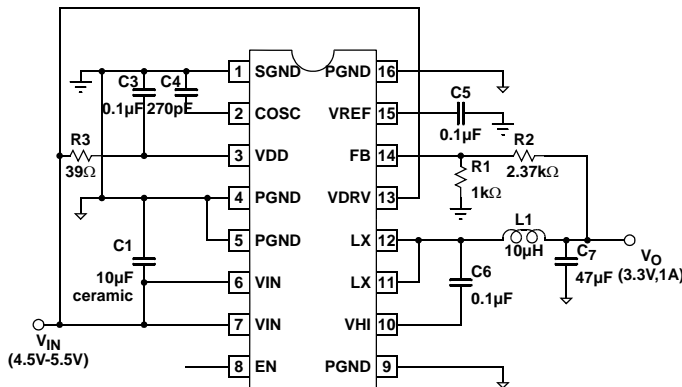 C3
C4
0.1µF 270pF
R3
39Ω
C1
10µF
ceramic
VIN
(4.5V-5.5V)
1 SGND PGND 16
2 COSC VREF 15
3 VDD FB 14
4 PGND VDRV 13
5 PGND LX 12
6 VIN LX 11
7 VIN VHI 10
8 EN PGND 9
C5
0.1µF
R2
2.37kΩ
R1
1kΩ
L1
10µH
C6
0.1µF
C7
47µF
VO
(3.3V,1A)